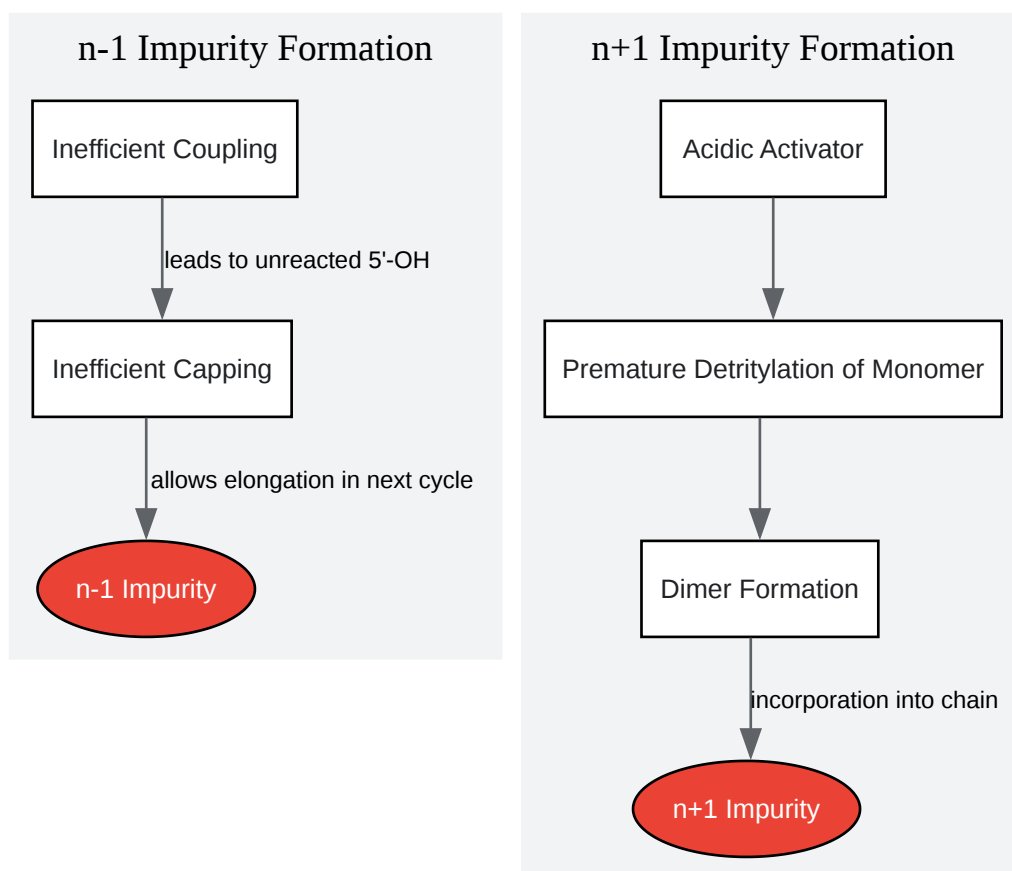 n-1 Impurity Formation
Inefficient Coupling
leads to unreacted 5'-OH
Inefficient Capping
allows elongation in next cycle
n-1 Impurity
n+1 Impurity Formation
Acidic Activator
Premature Detritylation of Monomer
Dimer Formation
incorporation into chain
n+1 Impurity